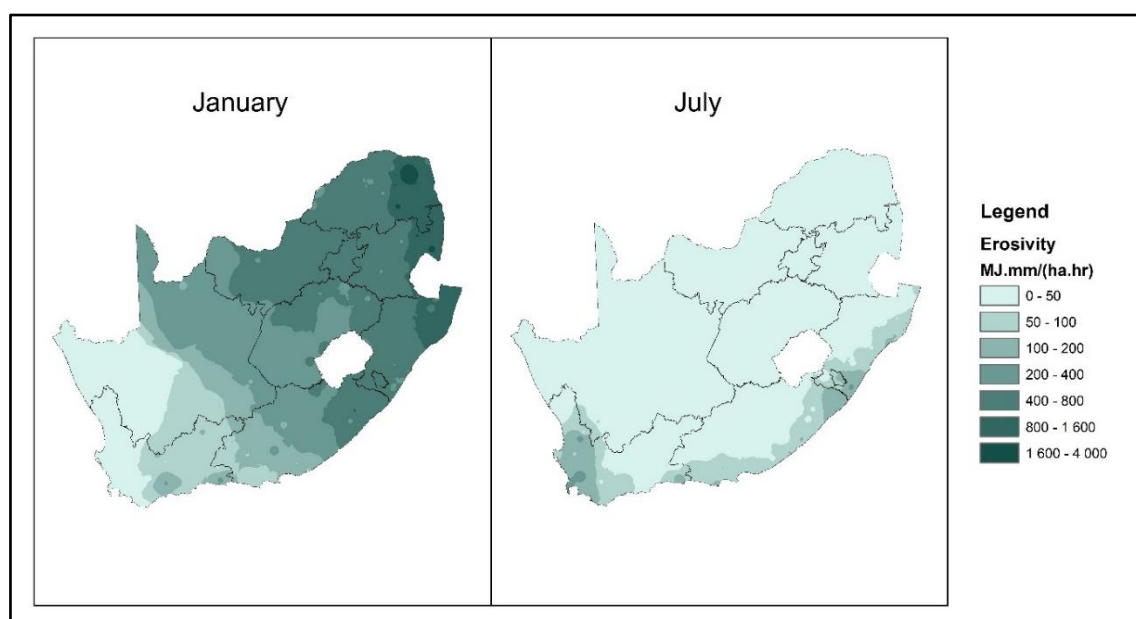 January
July
Legend
Erosivity
MJ.mm/(ha.hr)
0 - 50
50 - 100
100 - 200
200 - 400
400 - 800
800 - 1 600
1 600 - 4 000